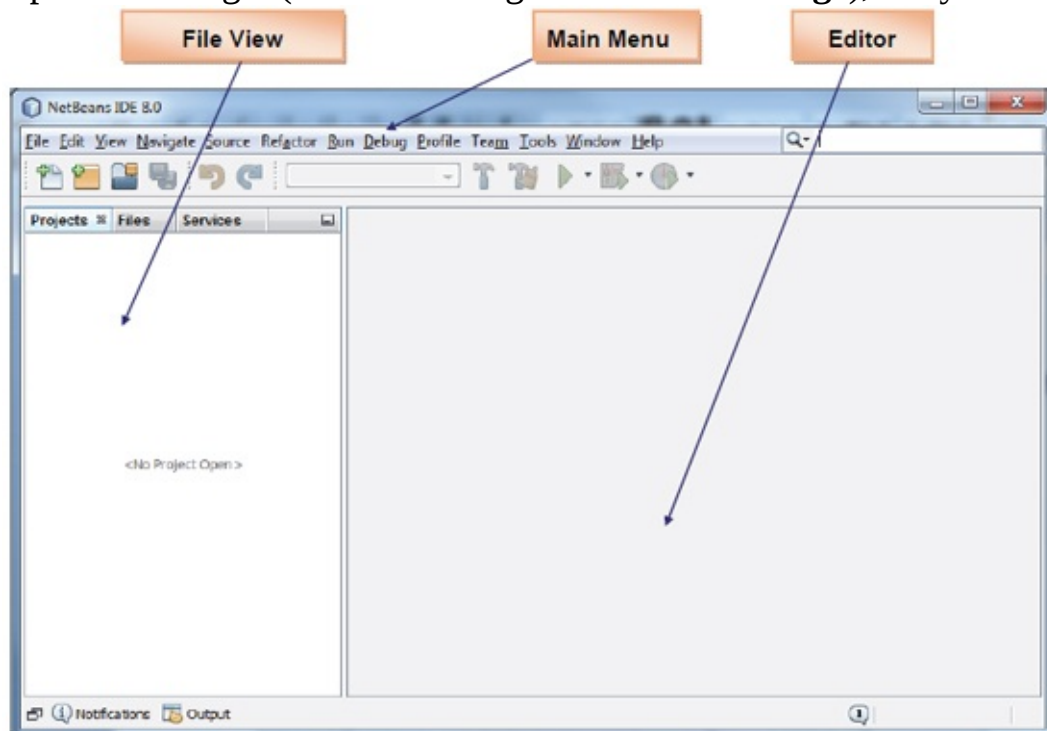 File View Main Menu Editor
NetBeans IDE 8.0
File Edit View Navigate Source Refactor Run Debug Profile Team Tools Window Help
Projects Files Services
<No Project Open>
Notifications Output